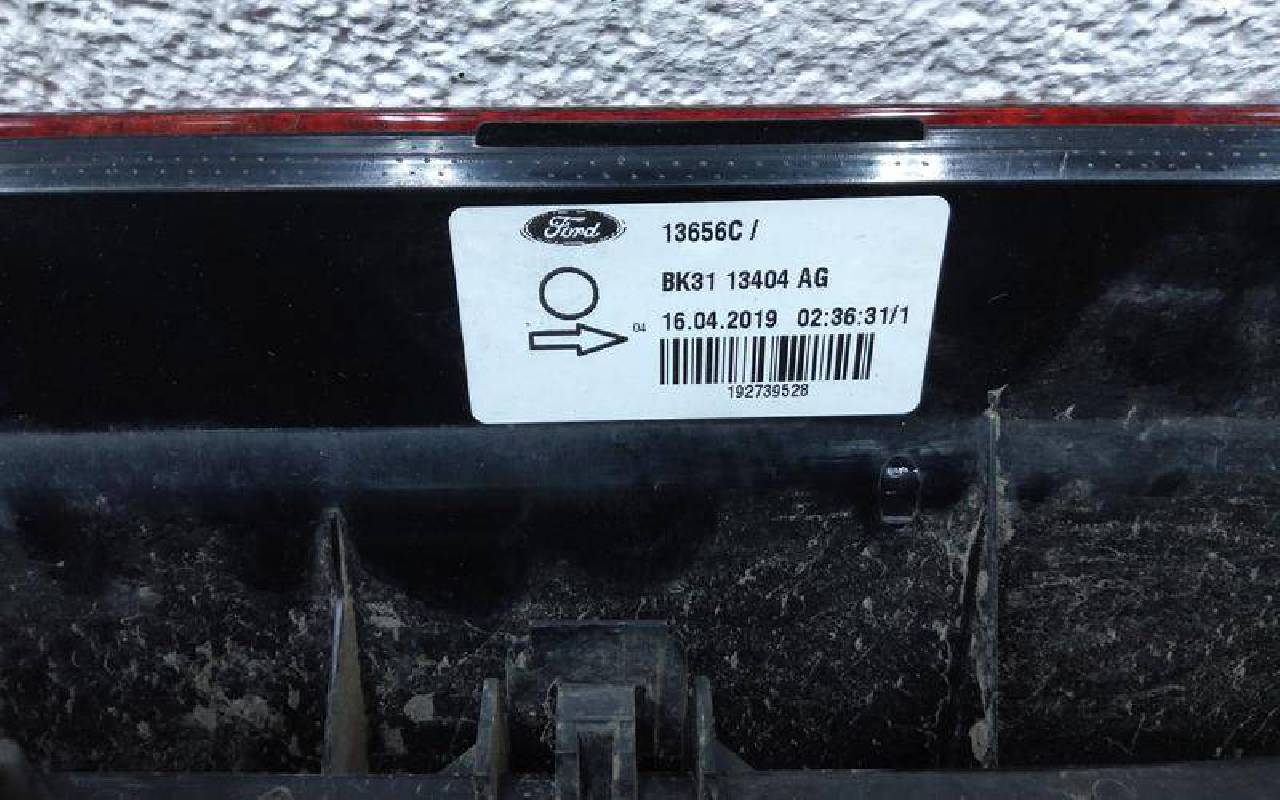 Ford
13656C /
BK31 13404 AG
04 16.04.2019 02:36:31/1
192739528